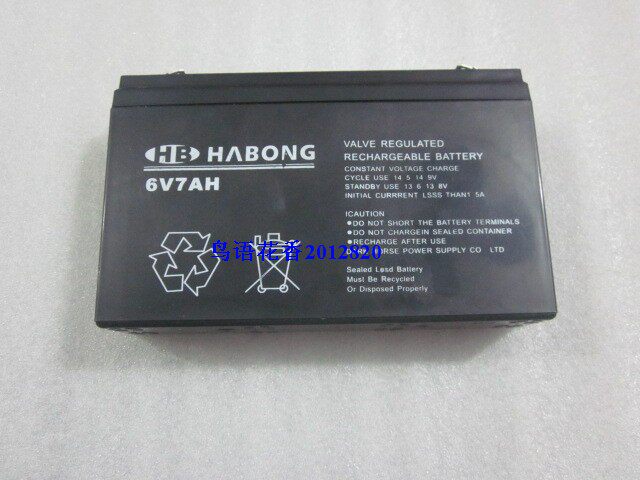 HB HABONG
6V7AH
VALVE REGULATED
RECHARGEABLE BATTERY
CONSTANT VOLTAGE CHARGE
CYCLE USE 14 5 14 9V
STANDBY USE 13 6 13 8V
INITIAL CURRRENT LSSS THAN1 5A
CAUTION
●DO NOT SHORT THE BATTERY TERMINALS
●DO NOT CHARGEIN SEALED CONTAINER
●RECHARGE AFTER USE
POWER SUPPLY CO LTD
Sealed Lesd Battery
Must Be Recycled
Or Disposed Properly
鸟语花香2012820